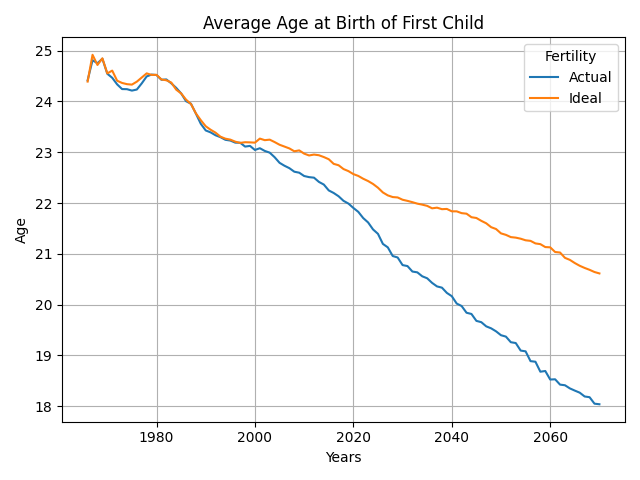 Average Age at Birth of First Child
Fertility
Actual
Ideal
Age
25
24
23
22
21
20
19
18
1980
2000
2020
2040
2060
Years